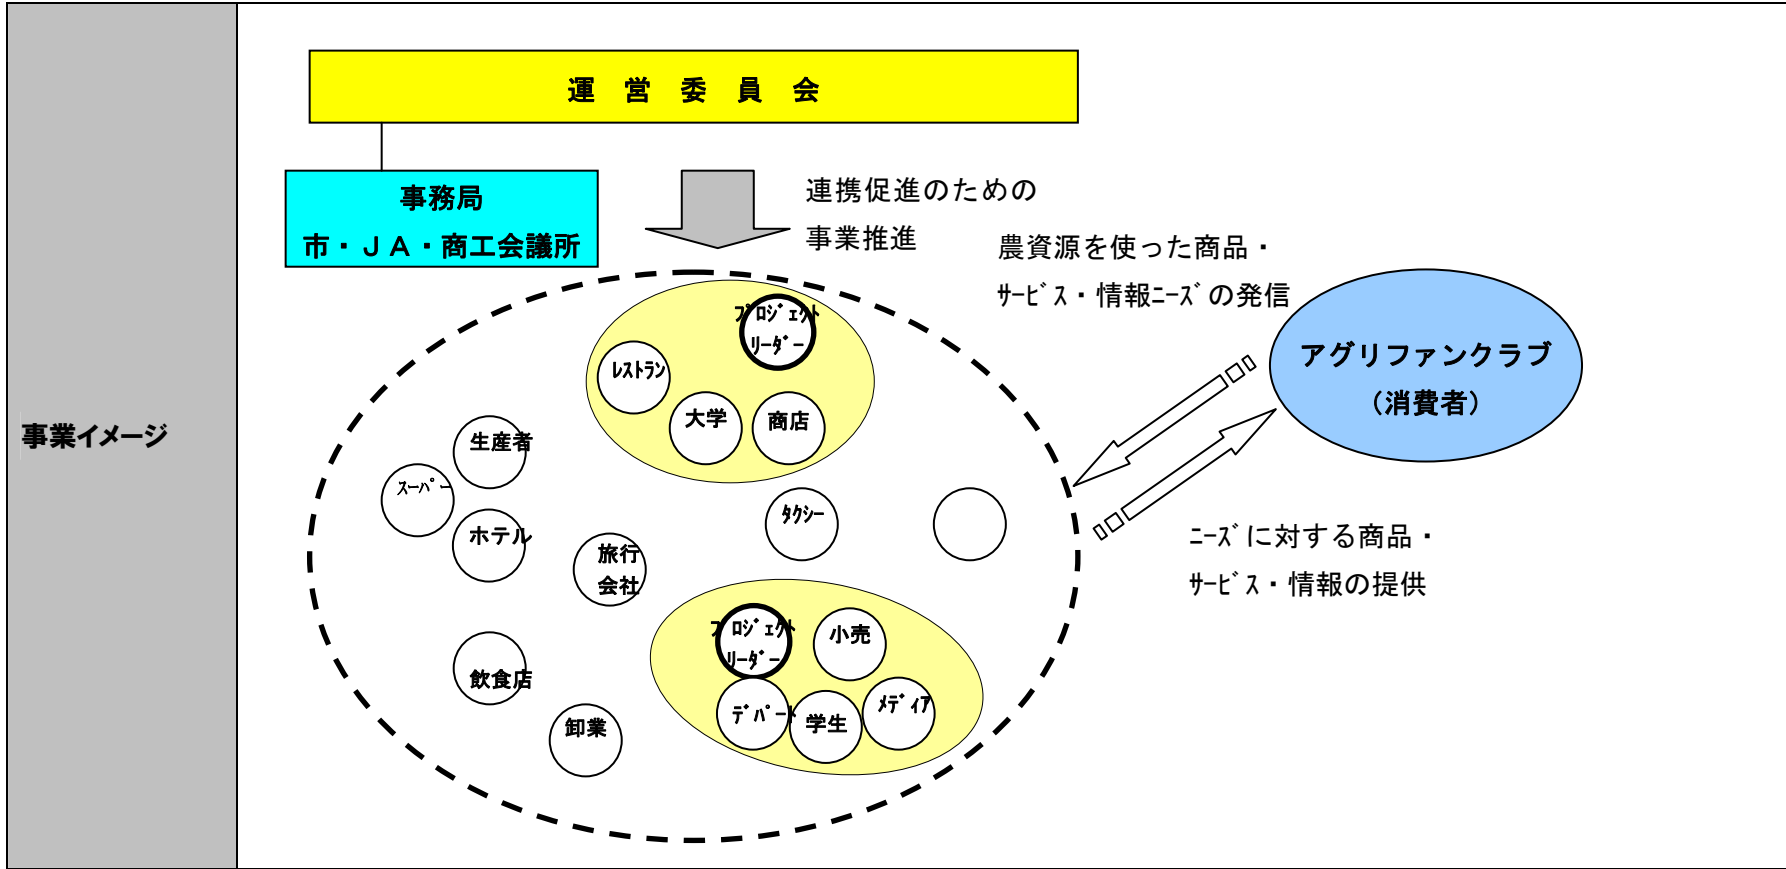 事業イメージ
運営委員会
事務局
市・ＪＡ・商工会議所
連携促進のための
事業推進
農資源を使った商品・
ｻｰﾋﾞｽ・情報ﾆｰｽﾞの発信
アグリファンクラブ
（消費者）
ﾆｰｽﾞに対する商品・
ｻｰﾋﾞｽ・情報の提供
ﾌﾟﾛｼﾞｪｸﾄ
ﾘｰﾀﾞｰ
ﾚｽﾄﾗﾝ
大学
商店
生産者
ｽｰﾊﾟｰ
ホテル
旅行
会社
ﾀｸｼｰ
ﾌﾟﾛｼﾞｪｸﾄ
ﾘｰﾀﾞｰ
小売
ﾃﾞﾊﾟｰﾄ
学生
ﾒﾃﾞｨｱ
飲食店
卸業